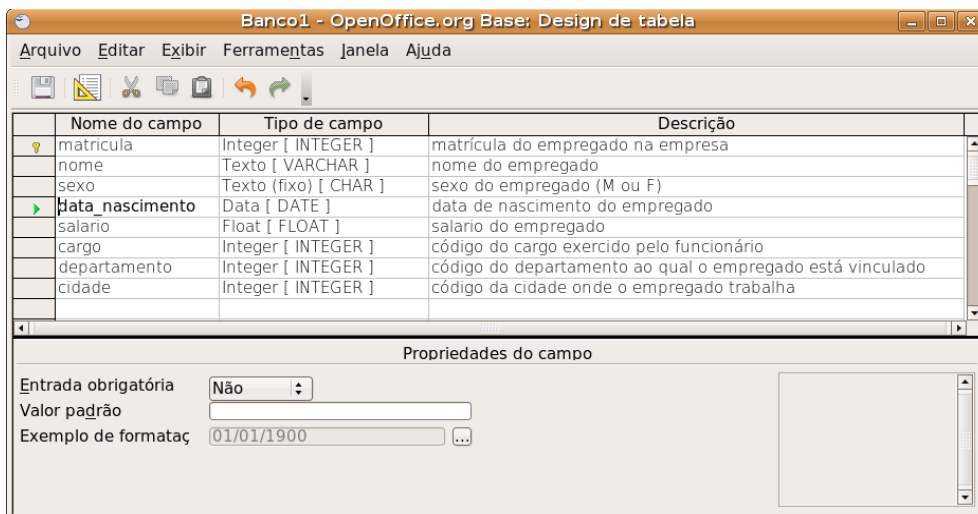 Banco1 - OpenOffice.org Base: Design de tabela
Arquivo Editar Exibir Ferramentas Janela Ajuda
Nome do campo Tipo de campo Descrição
matricula Integer [ INTEGER ] matrícula do empregado na empresa
nome Texto [ VARCHAR ] nome do empregado
sexo Texto (fixo) [ CHAR ] sexo do empregado (M ou F)
data_nascimento Data [ DATE ] data de nascimento do empregado
salario Float [ FLOAT ] salario do empregado
cargo Integer [ INTEGER ] código do cargo exercido pelo funcionário
departamento Integer [ INTEGER ] código do departamento ao qual o empregado está vinculado
cidade Integer [ INTEGER ] código da cidade onde o empregado trabalha
Propriedades do campo
Entrada obrigatória Não
Valor padrão
Exemplo de formataç 01/01/1900 ...